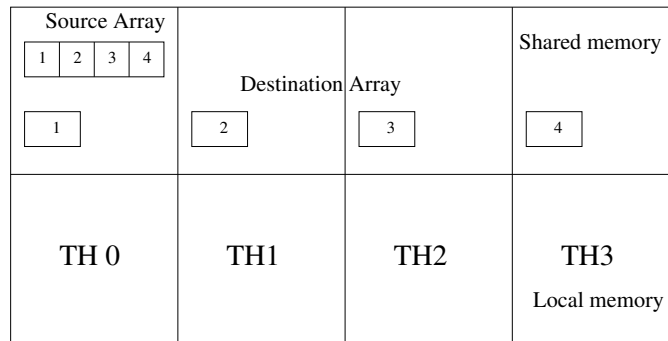 Source Array
1 2 3 4
Shared memory
Destination Array
1 2 3 4
TH 0 TH1 TH2 TH3
Local memory